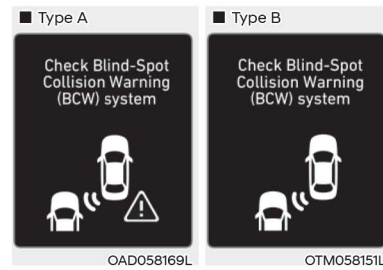 ■ Type A
Check Blind-Spot
Collision Warning
(BCW) system
OAD058169L
■ Type B
Check Blind-Spot
Collision Warning
(BCW) system
OTM058151L